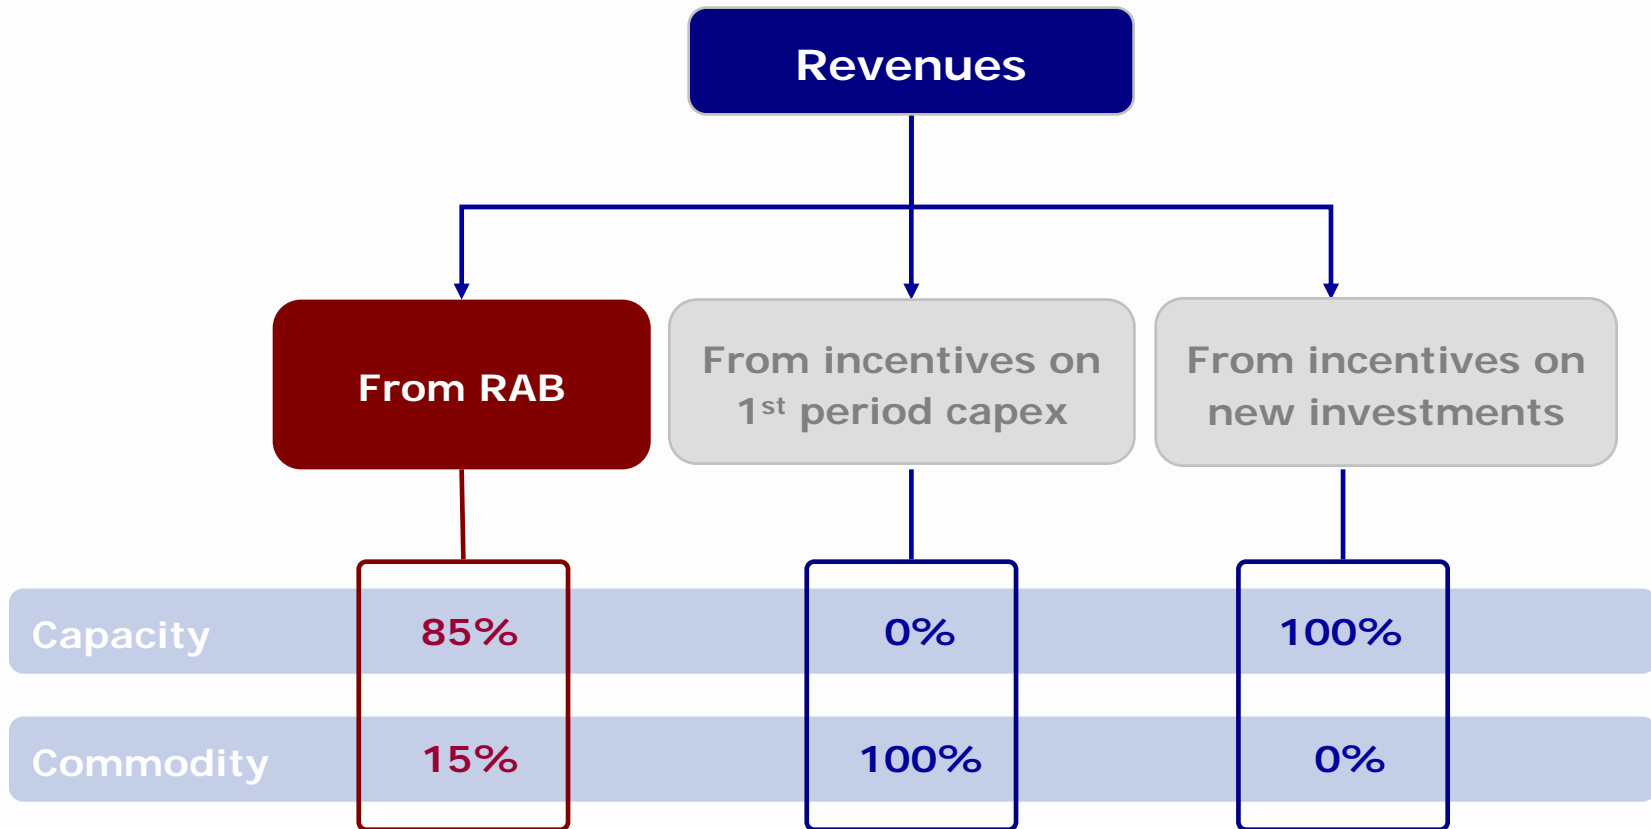 Revenues
From RAB
From incentives on
1st period capex
From incentives on
new investments
Capacity 85% 0% 100%
Commodity 15% 100% 0%